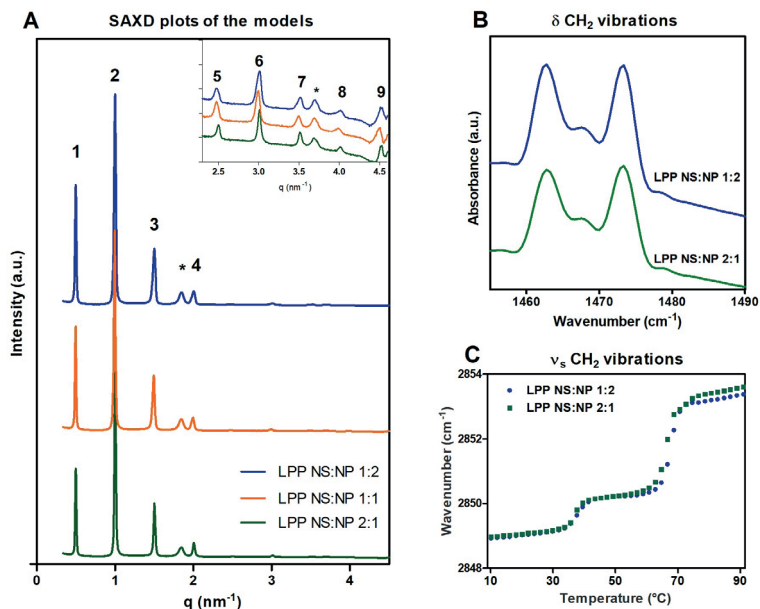 A
SAXD plots of the models
1
2
3
*
4
5
6
7
*
8
9
2.5 3.0 3.5 4.0 4.5
q (nm⁻¹)
LPP NS:NP 1:2
LPP NS:NP 1:1
LPP NS:NP 2:1
Intensity (a.u.)
0 1 2 3 4
q (nm⁻¹)
B
δ CH₂ vibrations
LPP NS:NP 1:2
LPP NS:NP 2:1
Absorbance (a.u.)
1460 1470 1480 1490
Wavenumber (cm⁻¹)
C
νₛ CH₂ vibrations
LPP NS:NP 1:2
LPP NS:NP 2:1
Wavenumber (cm⁻¹)
2854
2852
2850
2848
10 30 50 70 90
Temperature (°C)